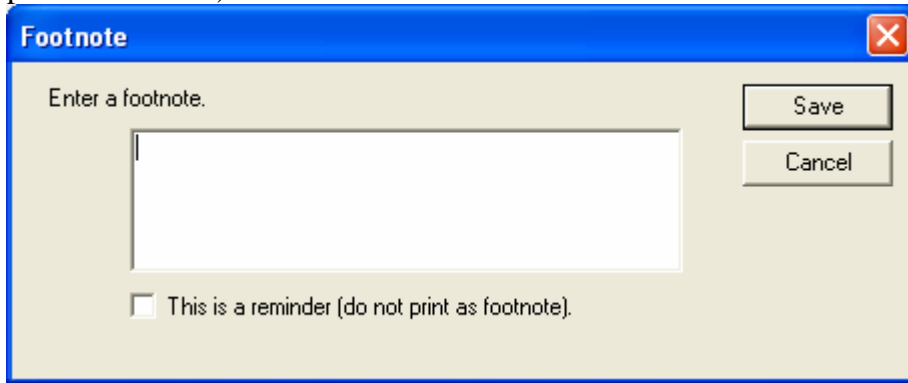 Footnote
Enter a footnote.
Save
Cancel
This is a reminder (do not print as footnote).